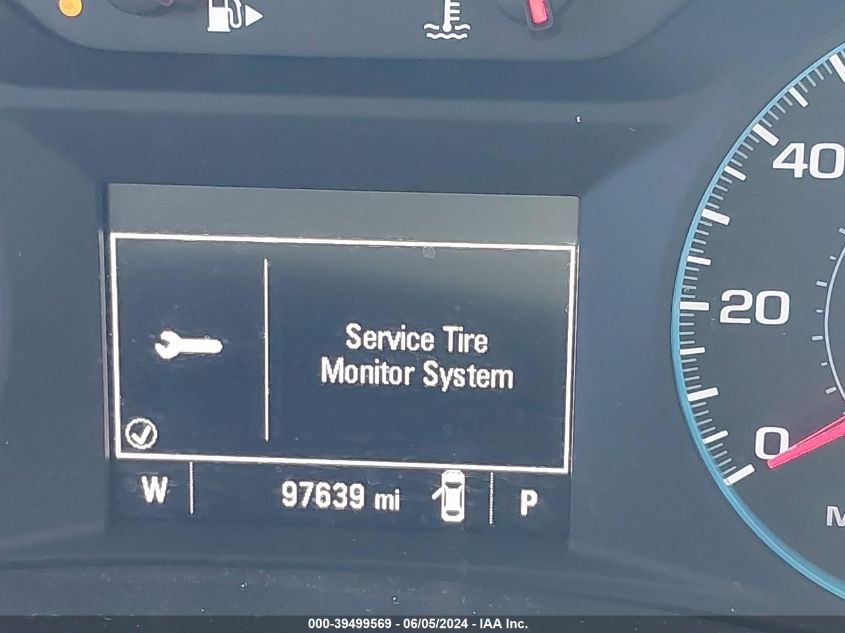 40
20
0
Service Tire
Monitor System
W 97639 mi P
M
000-39499569 / 06/05/2024 - IAA Inc.